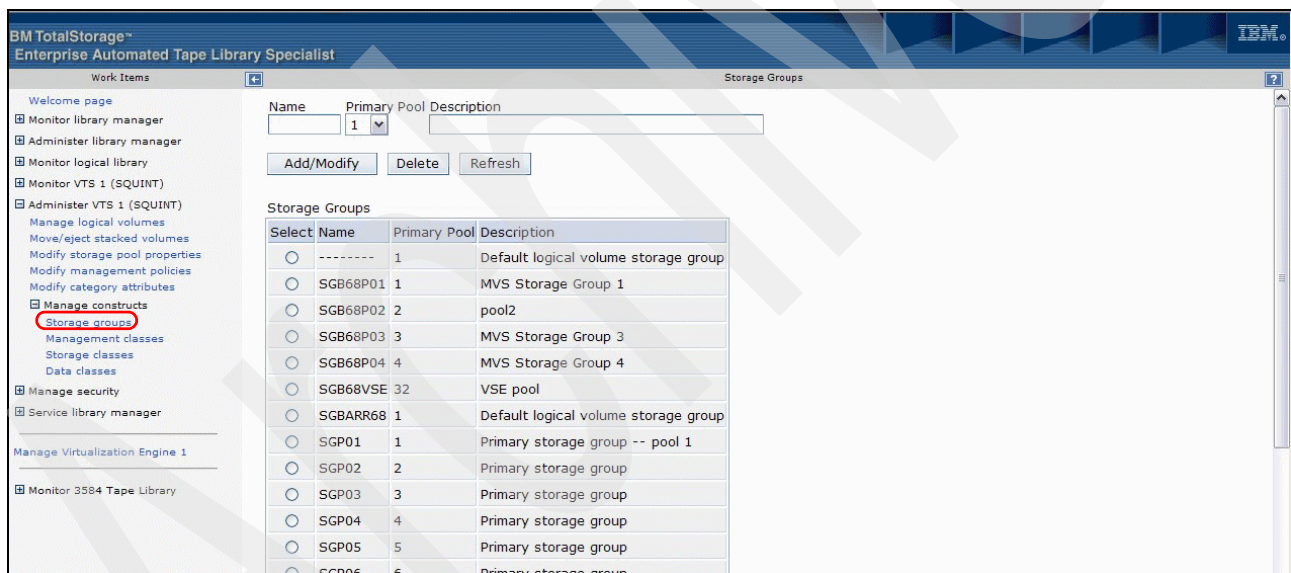 BM TotalStorage™
Enterprise Automated Tape Library Specialist
IBM®
Work Items
Storage Groups
?
Welcome page
Monitor library manager
Administer library manager
Monitor logical library
Monitor VTS 1 (SQUINT)
Administer VTS 1 (SQUINT)
Manage logical volumes
Move/eject stacked volumes
Modify storage pool properties
Modify management policies
Modify category attributes
Manage constructs
Storage groups
Management classes
Storage classes
Data classes
Manage security
Service library manager
Manage Virtualization Engine 1
Monitor 3584 Tape Library
Name Primary Pool Description
1
Add/Modify Delete Refresh
Storage Groups
Select Name Primary Pool Description
-------- 1 Default logical volume storage group
SGB68P01 1 MVS Storage Group 1
SGB68P02 2 pool2
SGB68P03 3 MVS Storage Group 3
SGB68P04 4 MVS Storage Group 4
SGB68VSE 32 VSE pool
SGBARR68 1 Default logical volume storage group
SGP01 1 Primary storage group -- pool 1
SGP02 2 Primary storage group
SGP03 3 Primary storage group
SGP04 4 Primary storage group
SGP05 5 Primary storage group
SGP06 6 Primary storage group